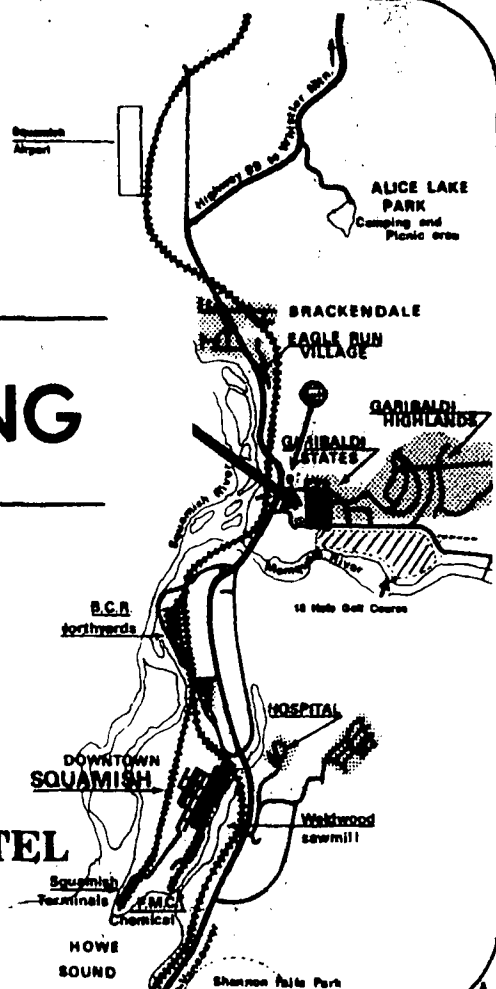 Highway 99 to Whistler Mtn.
Squamish
Airport
ALICE LAKE
PARK
Camping and
Picnic area
BRACKENDALE
EAGLE RUN
VILLAGE
NG
GARIBALDI
HIGHLANDS
GARIBALDI
ESTATES
Squamish River
Mamquam River
18 Hole Golf Course
B.C.R.
Northyards
HOSPITAL
DOWNTOWN
SQUAMISH
Weldwood
sawmill
TEL
Squamish
Terminals
F.M.C.
Chemical
HOWE
SOUND
Shannon Falls Park